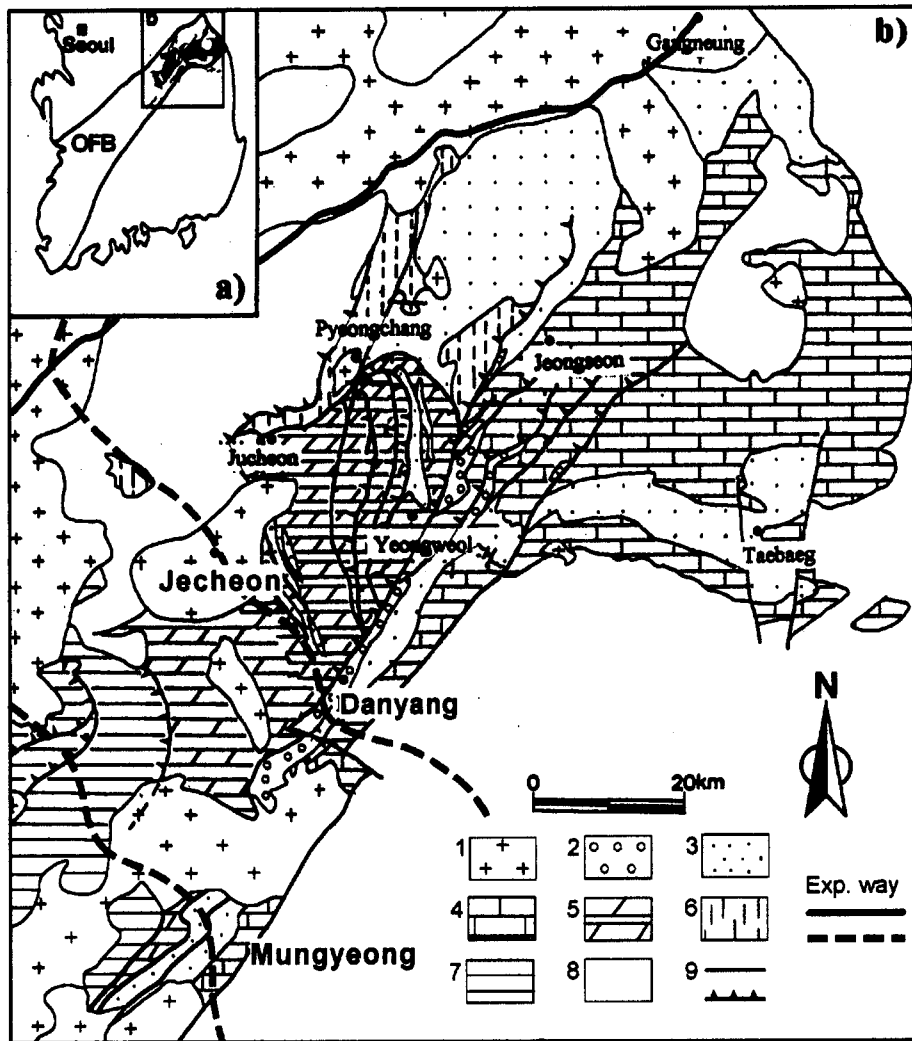 b
Seoul
OFB
a)
b)
Gangneung
Pyeongchang
Jeongseon
Jucheon
Yeongweol
Taebaeg
Jecheon
Danyang
N
0 20km
1 2 3
Exp. way
4 5 6
7 8 9
Mungyeong